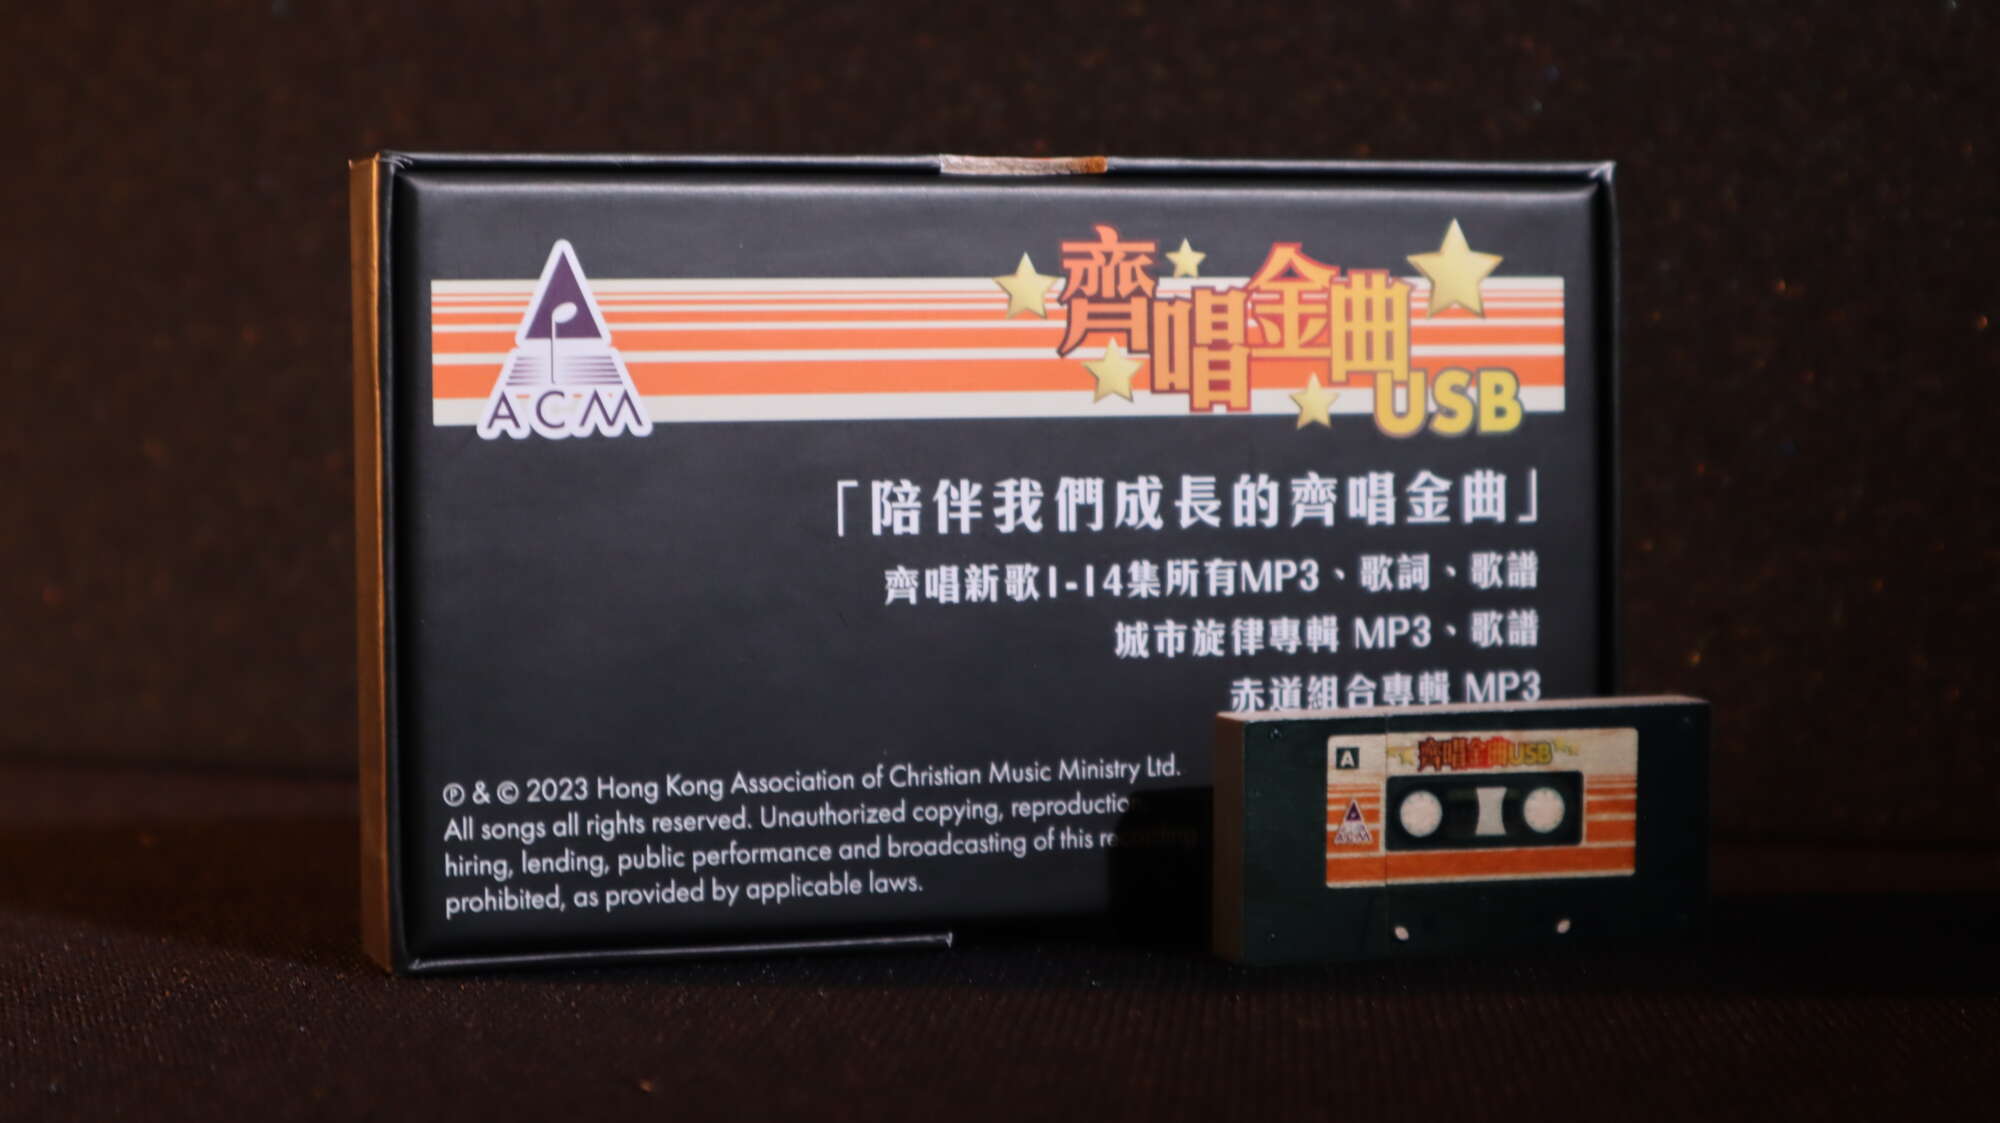 ACM
齊唱金曲
USB
「陪伴我們成長的齊唱金曲」
齊唱新歌1-14集所有MP3、歌詞、歌譜
城市旋律專輯 MP3、歌譜
赤道組合專輯 MP3
℗ & © 2023 Hong Kong Association of Christian Music Ministry Ltd.
All songs all rights reserved. Unauthorized copying, reproduction
hiring, lending, public performance and broadcasting of this recording
prohibited, as provided by applicable laws.
A
齊唱金曲USB
ACM